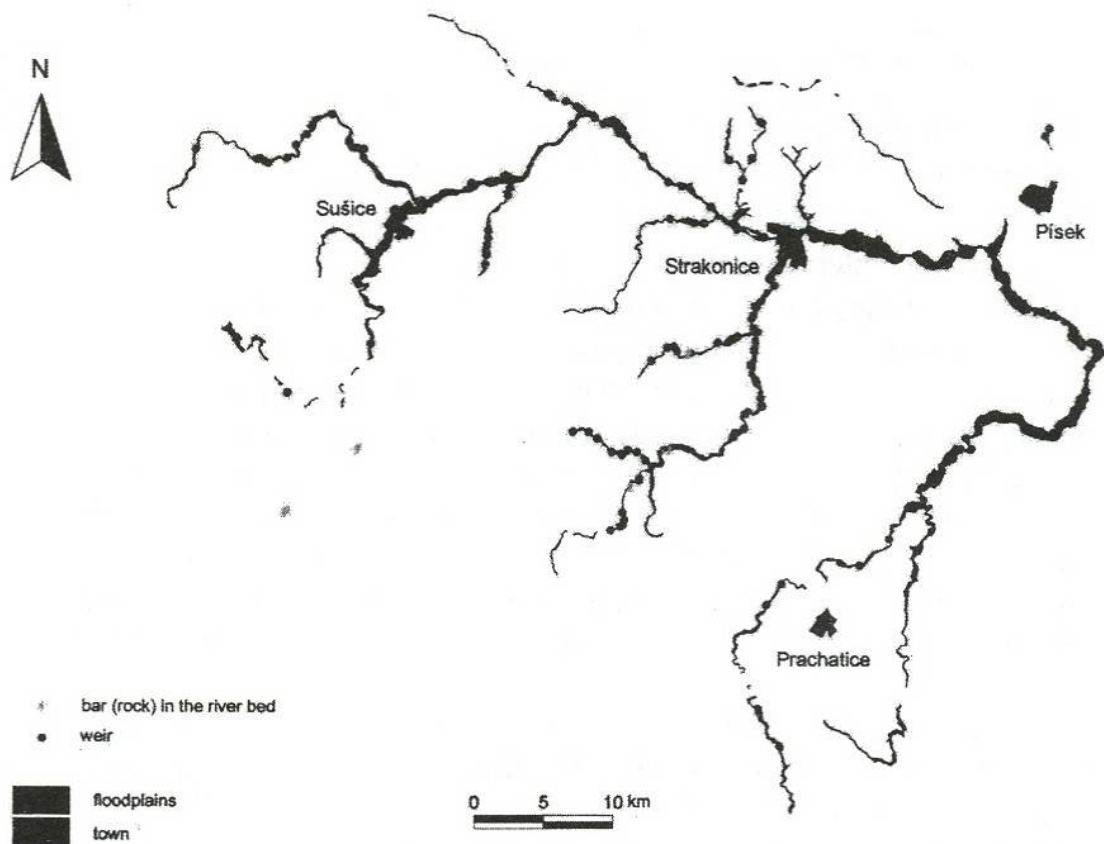 N
Sušice
Strakonice
Písek
Prachatice
bar (rock) in the river bed
weir
floodplains
town
0 5 10 km